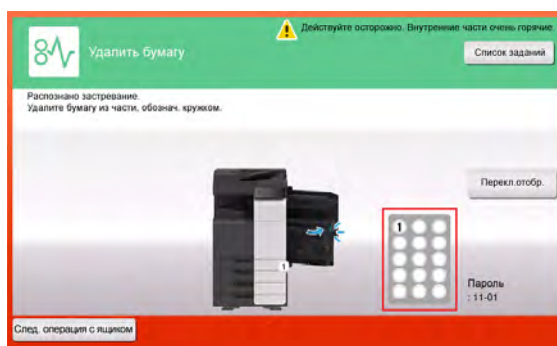 Действуйте осторожно. Внутренние части очень горячие
Удалить бумагу
Список заданий
Распознано застревание.
Удалите бумагу из части, обознач. кружком.
Перекл.отобр.
1
1
Пароль
: 11-01
След. операция с ящиком